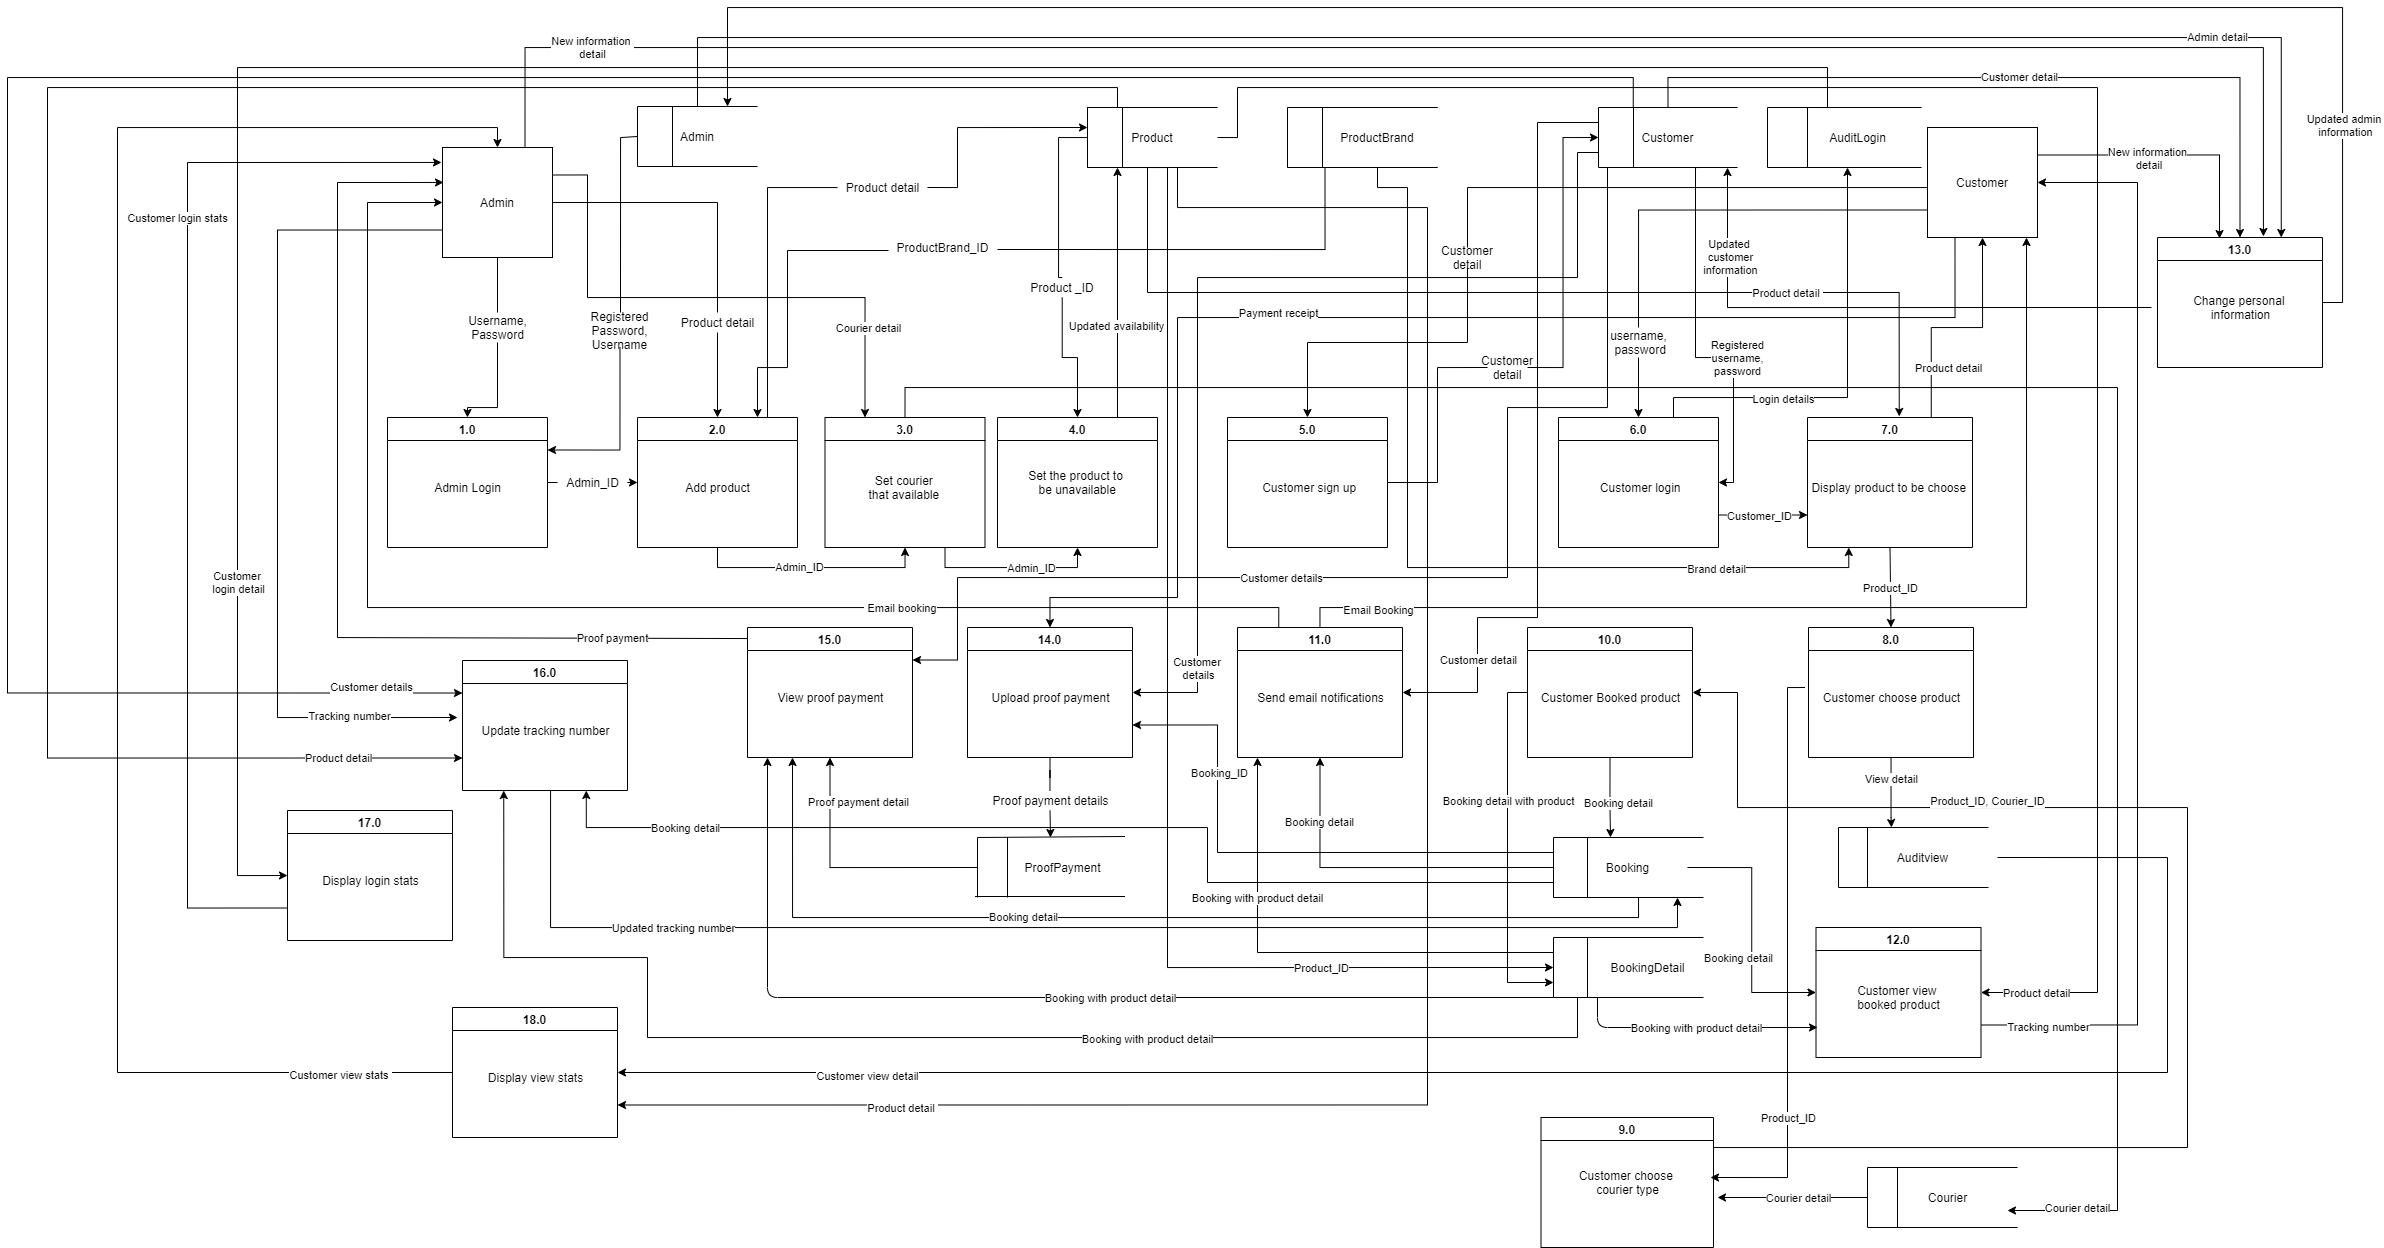 New information
detail
Admin detail
Customer detail
Updated admin
information
Admin
Product
ProductBrand
Customer
AuditLogin
New information
detail
Customer
Admin
Product detail
Customer login stats
ProductBrand_ID
Customer
detail
Updated
customer
information
13.0
Change personal
information
Product _ID
Product detail
Payment receipt
Username,
Password
Registered
Password,
Username
Product detail
Courier detail
Updated availability
username,
password
Registered
username,
password
Customer
detail
Product detail
Login details
1.0
Admin Login
Admin_ID
2.0
Add product
3.0
Set courier
that available
4.0
Set the product to
be unavailable
5.0
Customer sign up
6.0
Customer login
Customer_ID
7.0
Display product to be choose
Admin_ID
Admin_ID
Brand detail
Customer
login detail
Customer details
Product_ID
Email booking
Email Booking
Proof payment
15.0
View proof payment
14.0
Upload proof payment
11.0
Send email notifications
10.0
Customer Booked product
8.0
Customer choose product
16.0
Update tracking number
Customer
details
Customer detail
Customer details
Tracking number
Product detail
Booking_ID
View detail
Proof payment detail
Proof payment details
Booking detail with product
Booking detail
Product_ID, Courier_ID
17.0
Display login stats
Booking detail
Booking detail
ProofPayment
Booking
Auditview
Booking with product detail
Booking detail
Updated tracking number
12.0
Customer view
booked product
Product_ID
BookingDetail
Booking detail
Booking with product detail
Product detail
Booking with product detail
Tracking number
Booking with product detail
18.0
Display view stats
Customer view stats
Customer view detail
Product detail
Product_ID
9.0
Customer choose
courier type
Courier detail
Courier
Courier detail